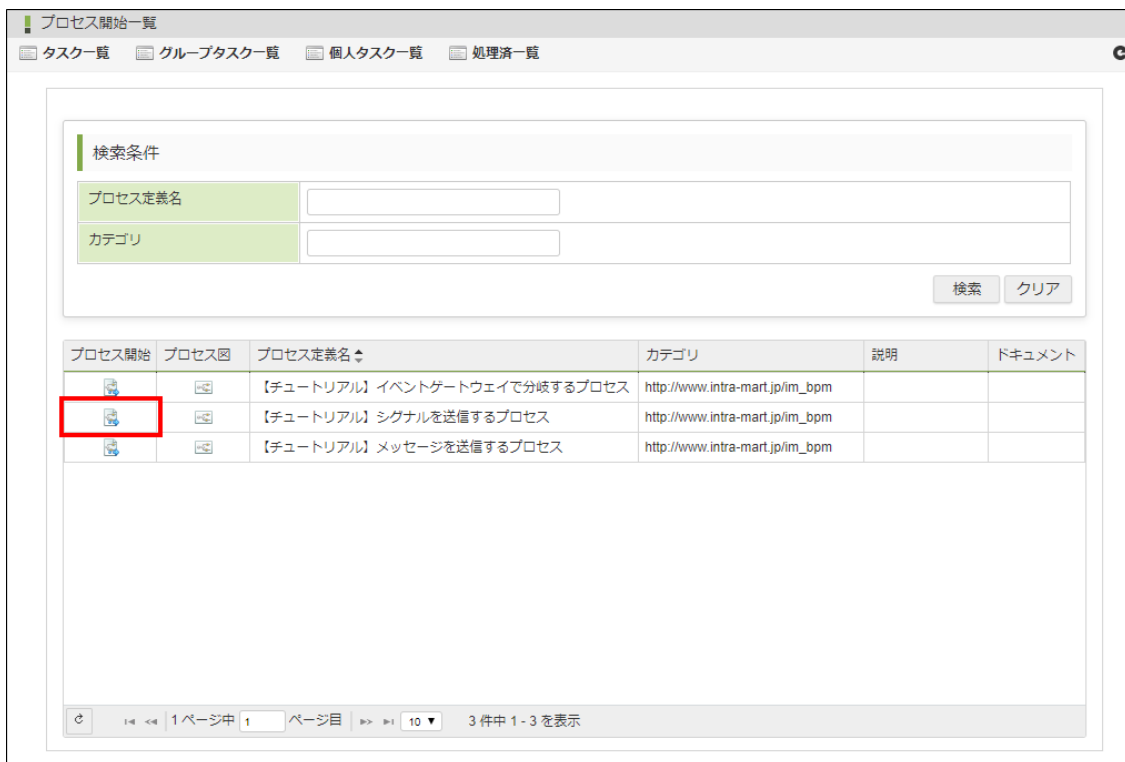 プロセス開始一覧
タスク一覧 グループタスク一覧 個人タスク一覧 処理済一覧
検索条件
プロセス定義名
カテゴリ
検索 クリア
プロセス開始 プロセス図 プロセス定義名 カテゴリ 説明 ドキュメント
【チュートリアル】イベントゲートウェイで分岐するプロセス http://www.intra-mart.jp/im_bpm
【チュートリアル】シグナルを送信するプロセス http://www.intra-mart.jp/im_bpm
【チュートリアル】メッセージを送信するプロセス http://www.intra-mart.jp/im_bpm
1 ページ中 1 ページ目 10 3 件中 1 - 3 を表示